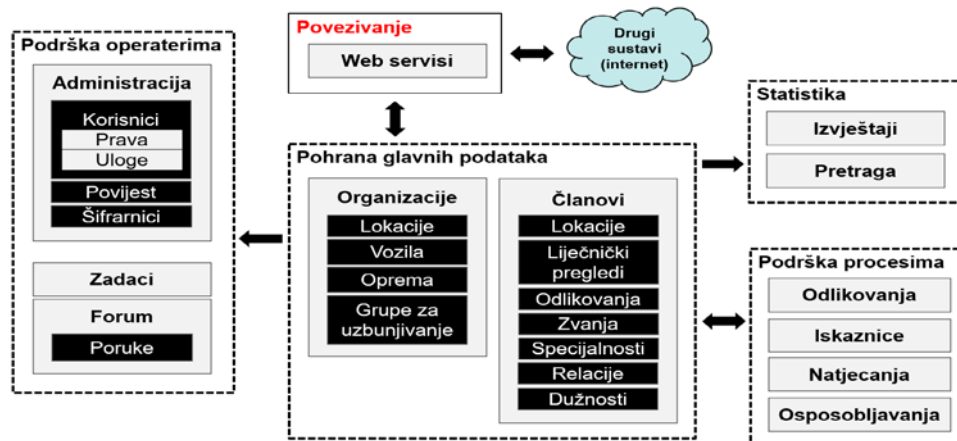 Podrška operaterima
Administracija
Korisnici
Prava
Uloge
Povijest
Šifrarnici
Zadaci
Forum
Poruke
Povezivanje
Web servisi
Drugi
sustavi
(internet)
Pohrana glavnih podataka
Organizacije
Lokacije
Vozila
Oprema
Grupe za
uzbunjivanje
Članovi
Lokacije
Liječnički
pregledi
Odlikovanja
Zvanja
Specijalnosti
Relacije
Dužnosti
Statistika
Izvještaji
Pretraga
Podrška procesima
Odlikovanja
Iskaznice
Natjecanja
Osposobljavanja